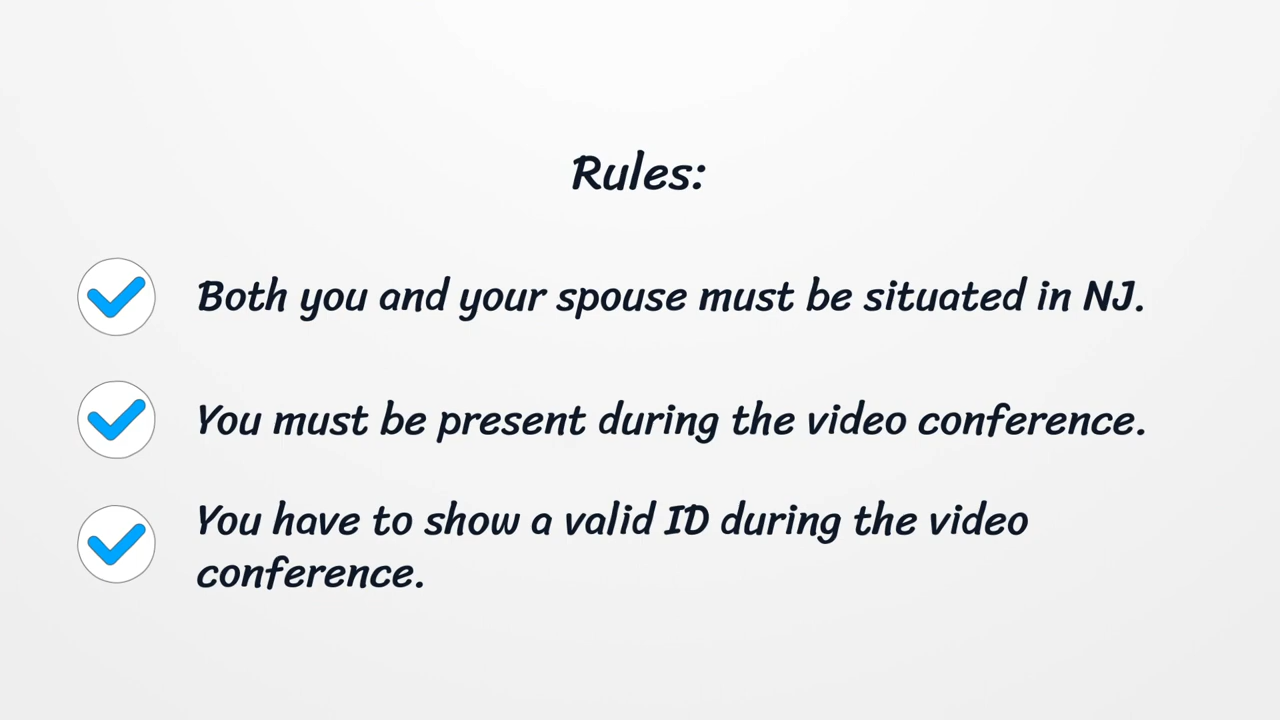 Rules:
Both you and your spouse must be situated in NJ.
You must be present during the video conference.
You have to show a valid ID during the video
conference.